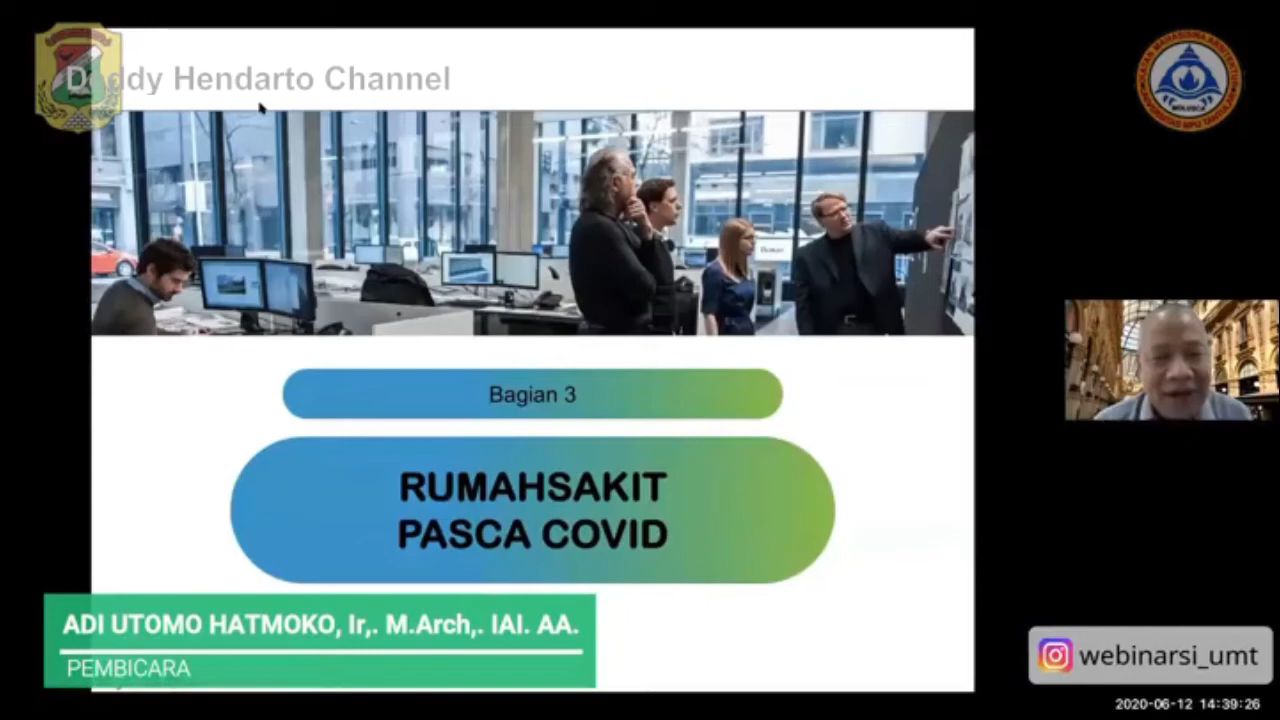 Doddy Hendarto Channel
Bagian 3
RUMAHSAKIT
PASCA COVID
ADI UTOMO HATMOKO, Ir,. M.Arch,. IAI. AA.
PEMBICARA
webinarsi_umt
2020-06-12 14:39:26